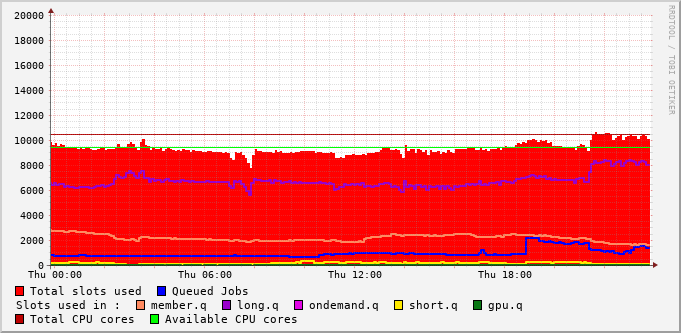 RRDTOOL / TOBI OETIKER
20000
18000
16000
14000
12000
10000
8000
6000
4000
2000
0
Thu 00:00 Thu 06:00 Thu 12:00 Thu 18:00
Total slots used Queued Jobs
Slots used in : member.q long.q ondemand.q short.q gpu.q
Total CPU cores Available CPU cores